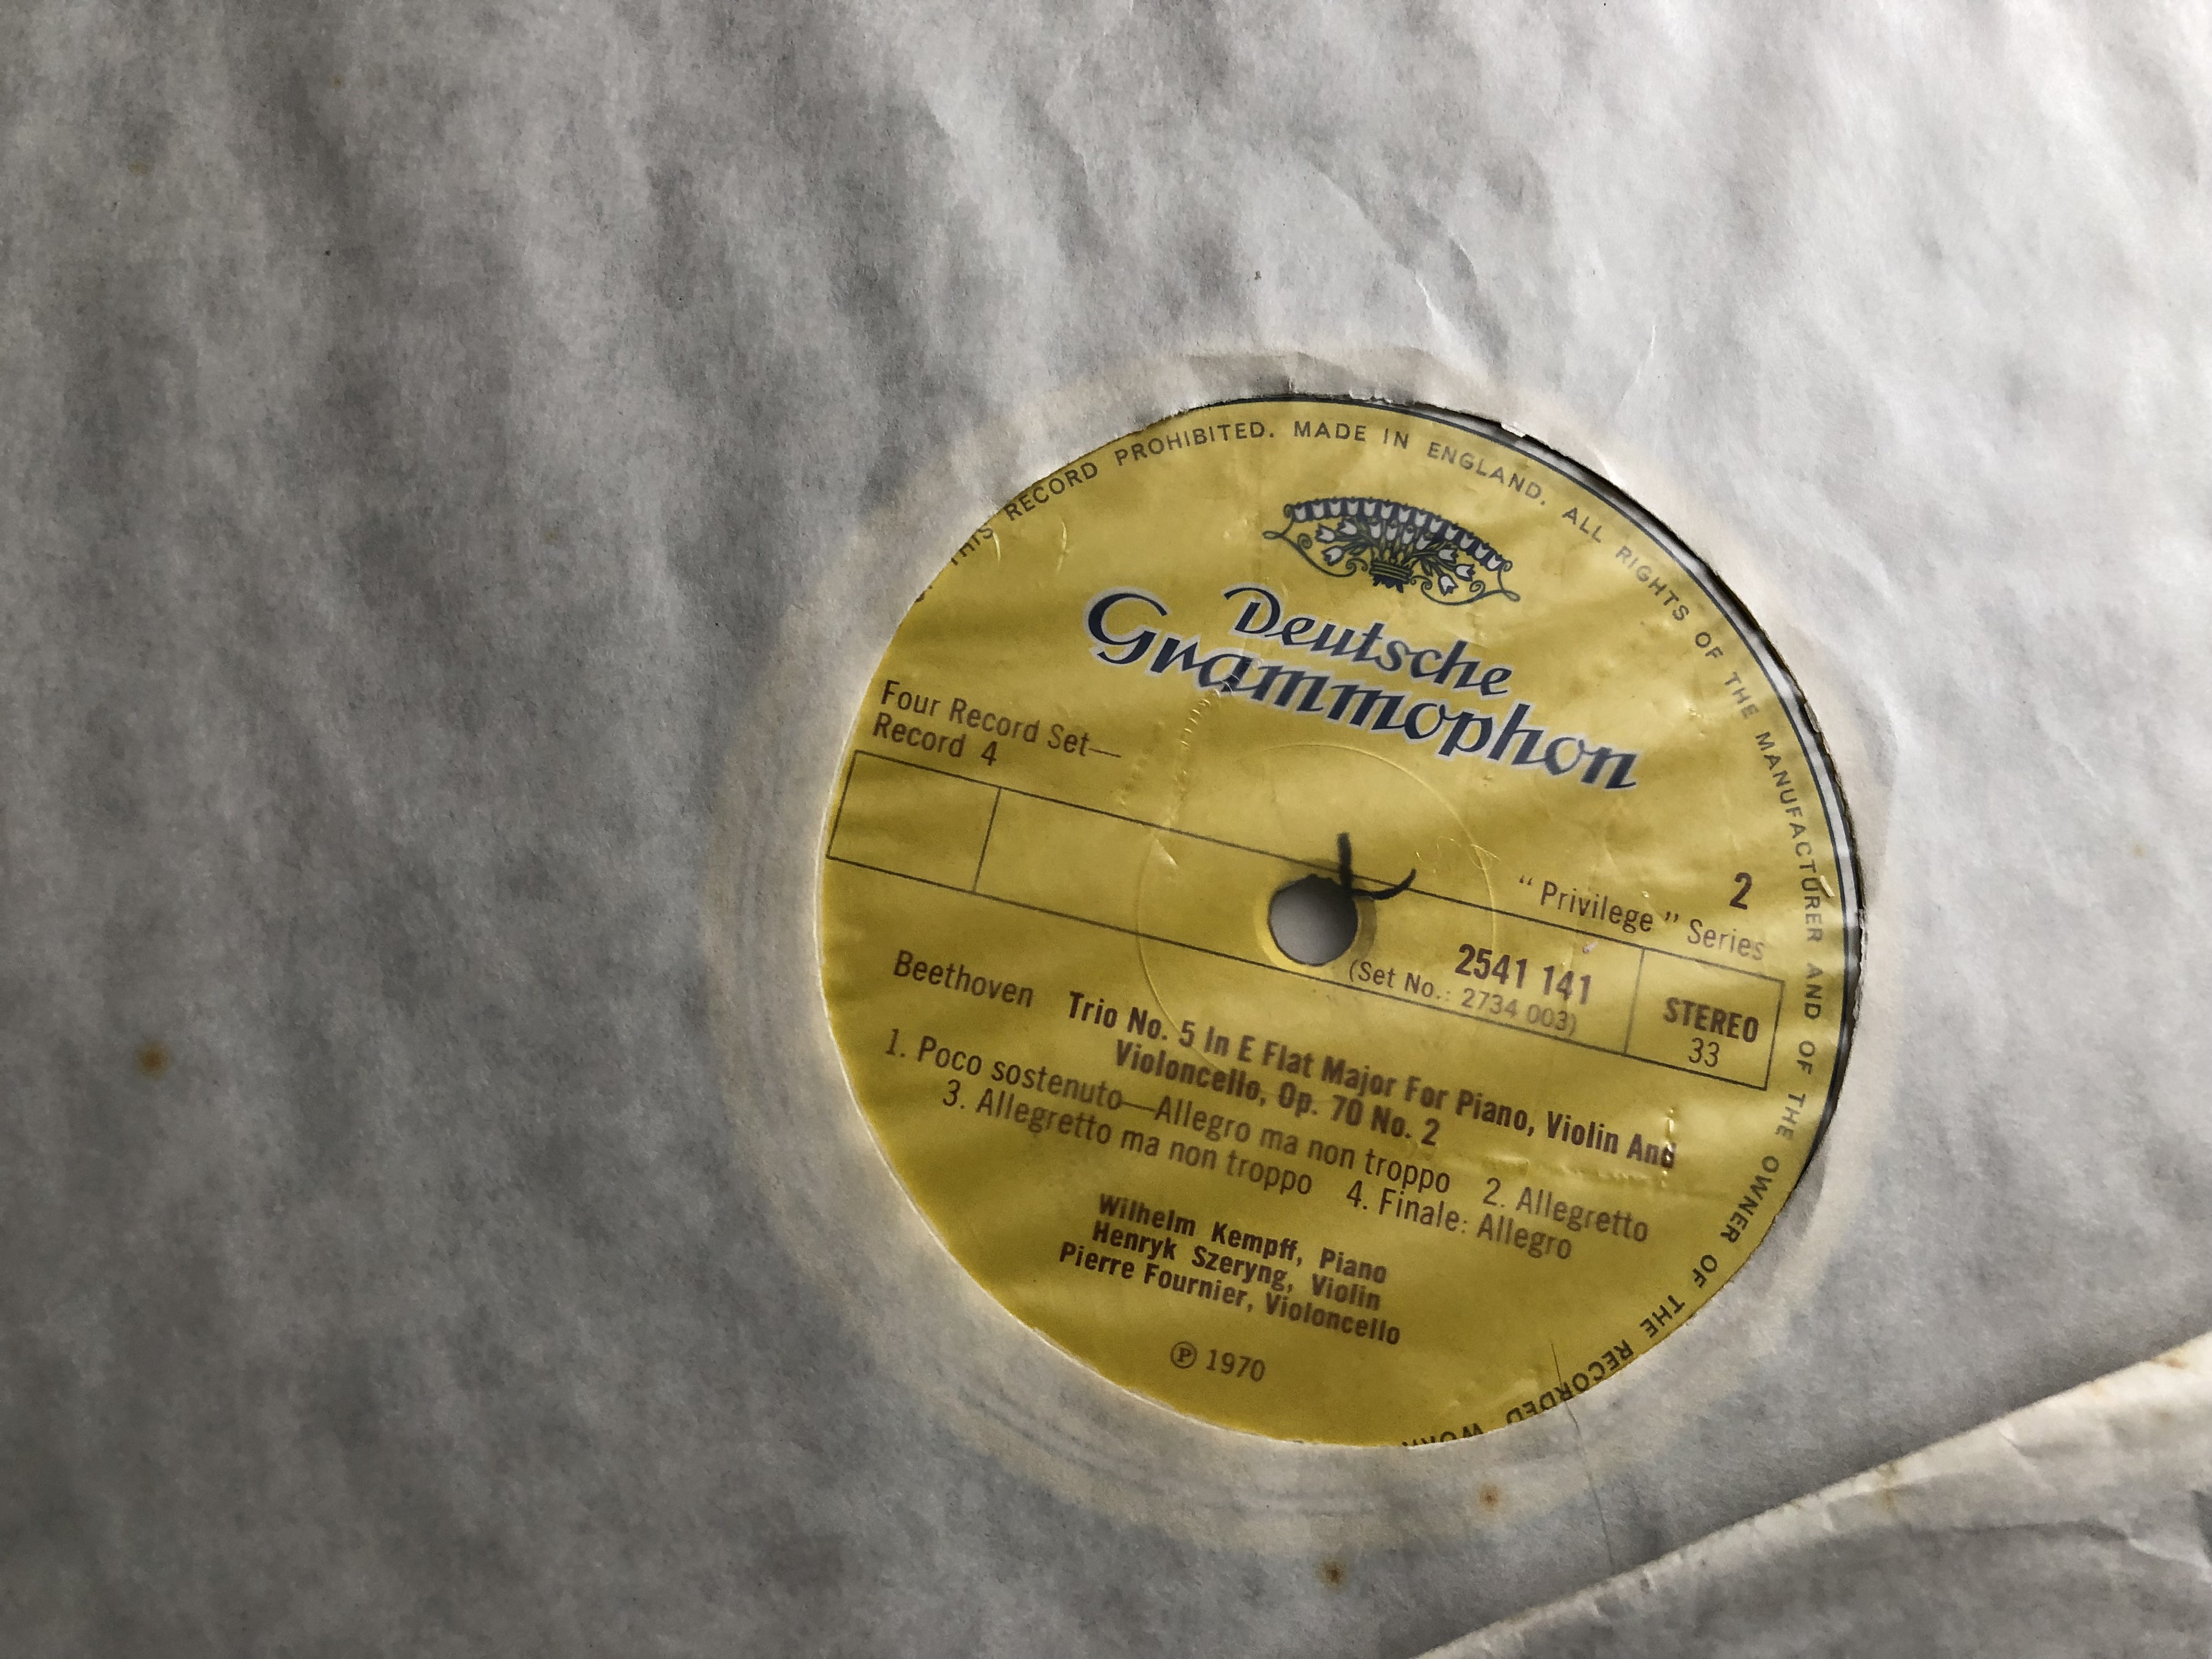 THIS RECORD PROHIBITED. MADE IN ENGLAND. ALL RIGHTS OF THE MANUFACTURER AND OF THE OWNER OF THE RECORDED WORK
Deutsche
Grammophon
Four Record Set—
Record 4
2
“Privilege” Series
2541 141
(Set No.: 2734 003)
STEREO
33
Beethoven Trio No. 5 In E Flat Major For Piano, Violin And
Violoncello, Op. 70 No. 2
1. Poco sostenuto—Allegro ma non troppo 2. Allegretto
3. Allegretto ma non troppo 4. Finale: Allegro
Wilhelm Kempff, Piano
Henryk Szeryng, Violin
Pierre Fournier, Violoncello
Ⓟ 1970